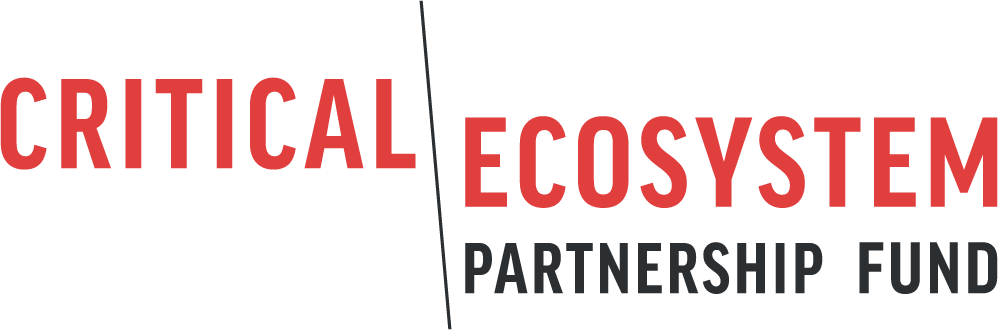 CRITICAL
ECOSYSTEM
PARTNERSHIP FUND